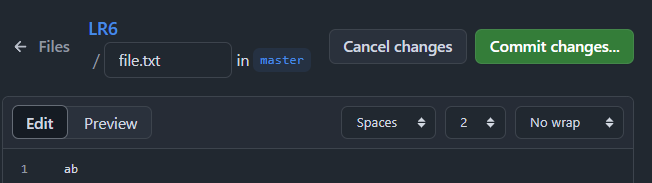 LR6
Files
/ file.txt in master
Cancel changes
Commit changes...
Edit
Preview
Spaces
2
No wrap
1 ab